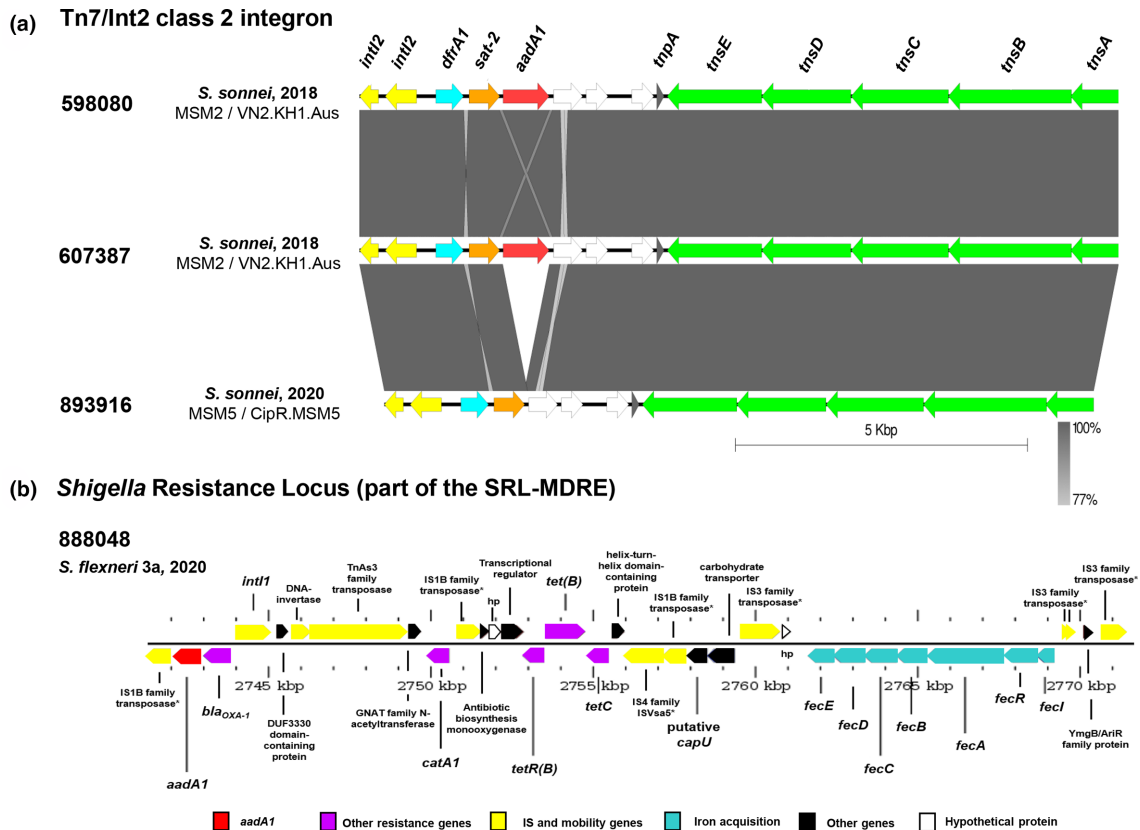 (a) Tn7/Int2 class 2 integron
intI2 intI2 dfrA1 sat-2 aadA1 tnpA tnsE tnsD tnsC tnsB tnsA
598080
S. sonnei, 2018
MSM2 / VN2.KH1.Aus
607387
S. sonnei, 2018
MSM2 / VN2.KH1.Aus
893916
S. sonnei, 2020
MSM5 / CipR.MSM5
5 Kbp
100%
77%
(b) Shigella Resistance Locus (part of the SRL-MDRE)
888048
S. flexneri 3a, 2020
intI1
DNA-
invertase
TnAs3
family
transposase
IS1B family
transposase*
hp
Transcriptional
regulator
tet(B)
helix-turn-
helix domain-
containing
protein
IS1B family
transposase*
carbohydrate
transporter
IS3 family
transposase*
IS3 family
transposase*
IS3 family
transposase*
2745 kbp
2750 kbp
2755 kbp
2760 kbp
2765 kbp
2770 kbp
IS1B family
transposase*
aadA1
blaOXA-1
DUF3330
domain-
containing
protein
GNAT family N-
acetyltransferase
catA1
Antibiotic
biosynthesis
monooxygenase
tetR(B)
tetC
IS4 family
ISVsa5*
putative
capU
hp
fecE
fecD
fecC
fecB
fecA
fecR
fecI
YmgB/AriR
family protein
aadA1
Other resistance genes
IS and mobility genes
Iron acquisition
Other genes
Hypothetical protein